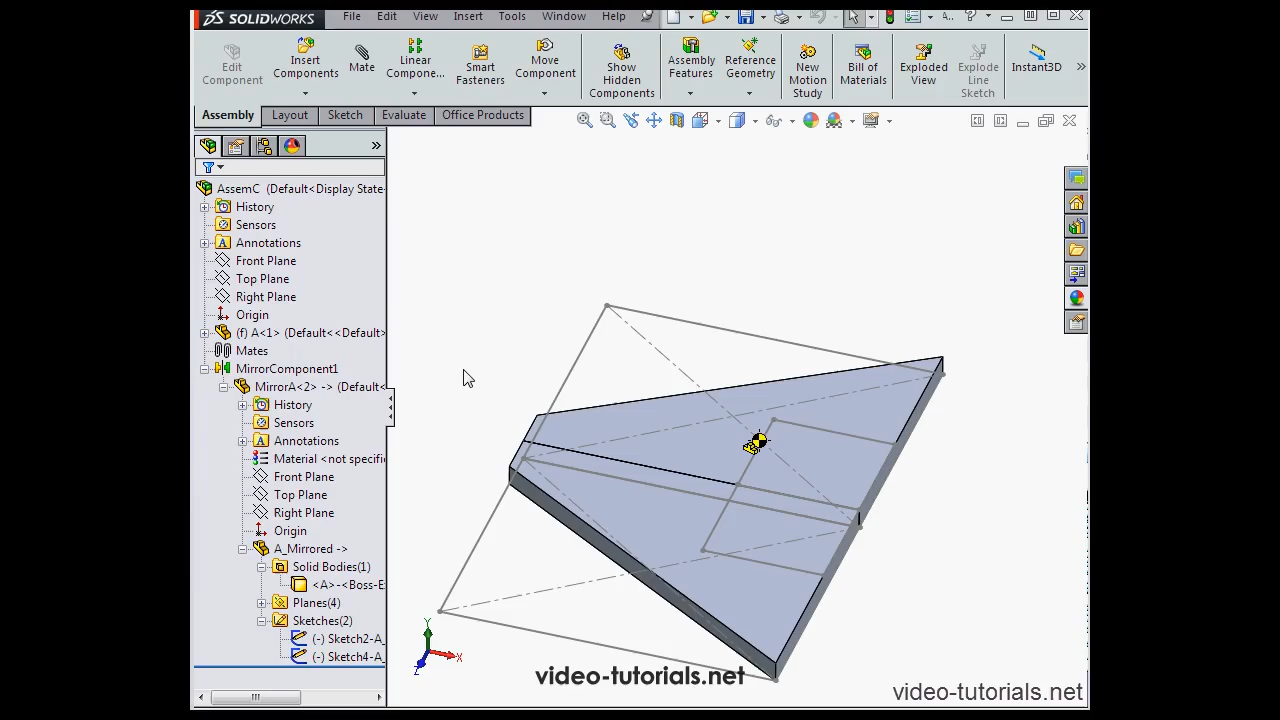 SOLIDWORKS File Edit View Insert Tools Window Help A.. ?
Edit Component
Insert Components
Mate
Linear Compone...
Smart Fasteners
Move Component
Show Hidden Components
Assembly Features
Reference Geometry
New Motion Study
Bill of Materials
Exploded View
Explode Line Sketch
Instant3D
Assembly Layout Sketch Evaluate Office Products
AssemC (Default<Display State-
History
Sensors
Annotations
Front Plane
Top Plane
Right Plane
Origin
(f) A<1> (Default<<Default>
Mates
MirrorComponent1
MirrorA<2> -> (Default<
History
Sensors
Annotations
Material <not specifi
Front Plane
Top Plane
Right Plane
Origin
A_Mirrored ->
Solid Bodies(1)
<A>-<Boss-E
Planes(4)
Sketches(2)
(-) Sketch2-A_
(-) Sketch4-A_
Y
X
Z
video-tutorials.net
video-tutorials.net